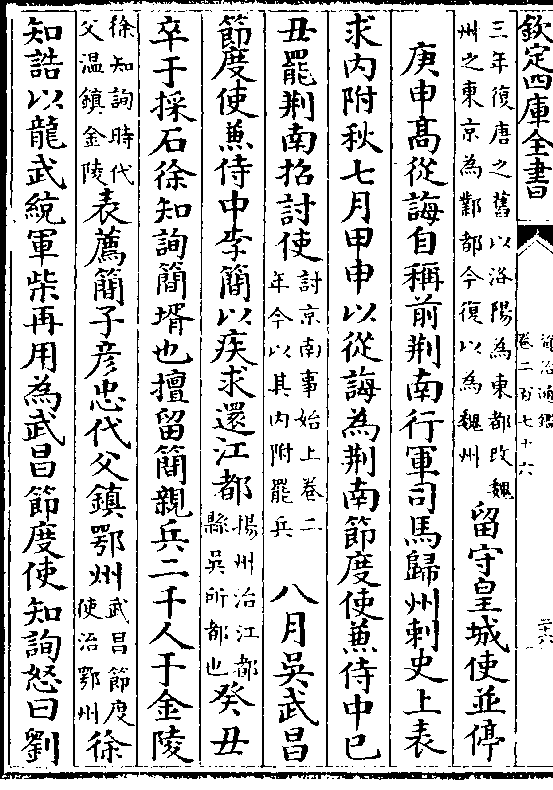 欽定四庫全書
資治通鑑
卷二百七十六
三年復唐之舊以洛陽為東都改魏
州之東京為鄴都今復以為魏州
留守皇城使並停
庚申高從誨自稱前荆南行軍司馬歸州刺史上表
求内附秋七月甲申以從誨為荆南節度使兼侍中己
丑罷荆南招討使
討京南事始上卷二
年今以其内附罷兵
八月吳武昌
節度使兼侍中李簡以疾求還江都
揚州治江都
縣吳所都也
癸丑
卒于採石徐知詢簡壻也擅留簡親兵二千人于金陵
表薦簡子彦忠代父鎮鄂州
徐知詢時代
父温鎮金陵
武昌節度
使治鄂州
徐
知誥以龍武統軍柴再用為武昌節度使知詢怒曰劉